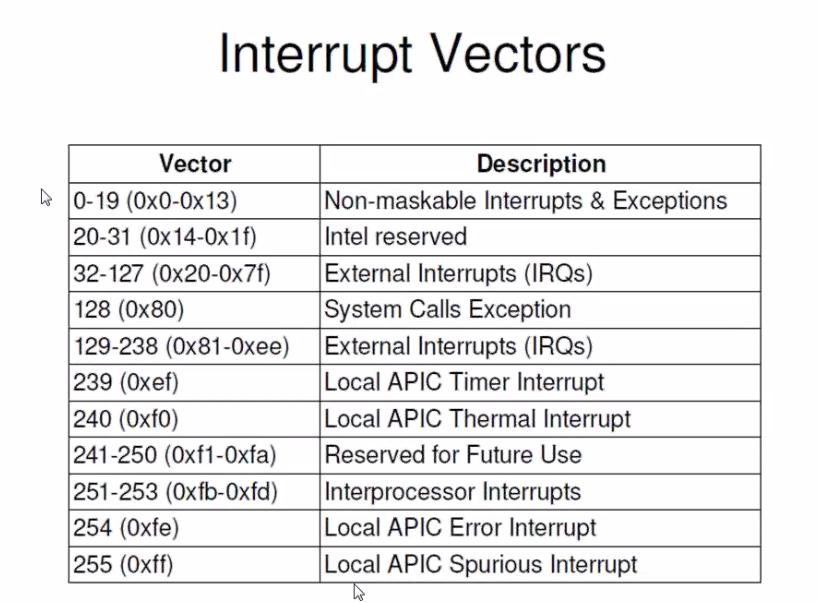 Interrupt Vectors
Vector Description
0-19 (0x0-0x13) Non-maskable Interrupts & Exceptions
20-31 (0x14-0x1f) Intel reserved
32-127 (0x20-0x7f) External Interrupts (IRQs)
128 (0x80) System Calls Exception
129-238 (0x81-0xee) External Interrupts (IRQs)
239 (0xef) Local APIC Timer Interrupt
240 (0xf0) Local APIC Thermal Interrupt
241-250 (0xf1-0xfa) Reserved for Future Use
251-253 (0xfb-0xfd) Interprocessor Interrupts
254 (0xfe) Local APIC Error Interrupt
255 (0xff) Local APIC Spurious Interrupt